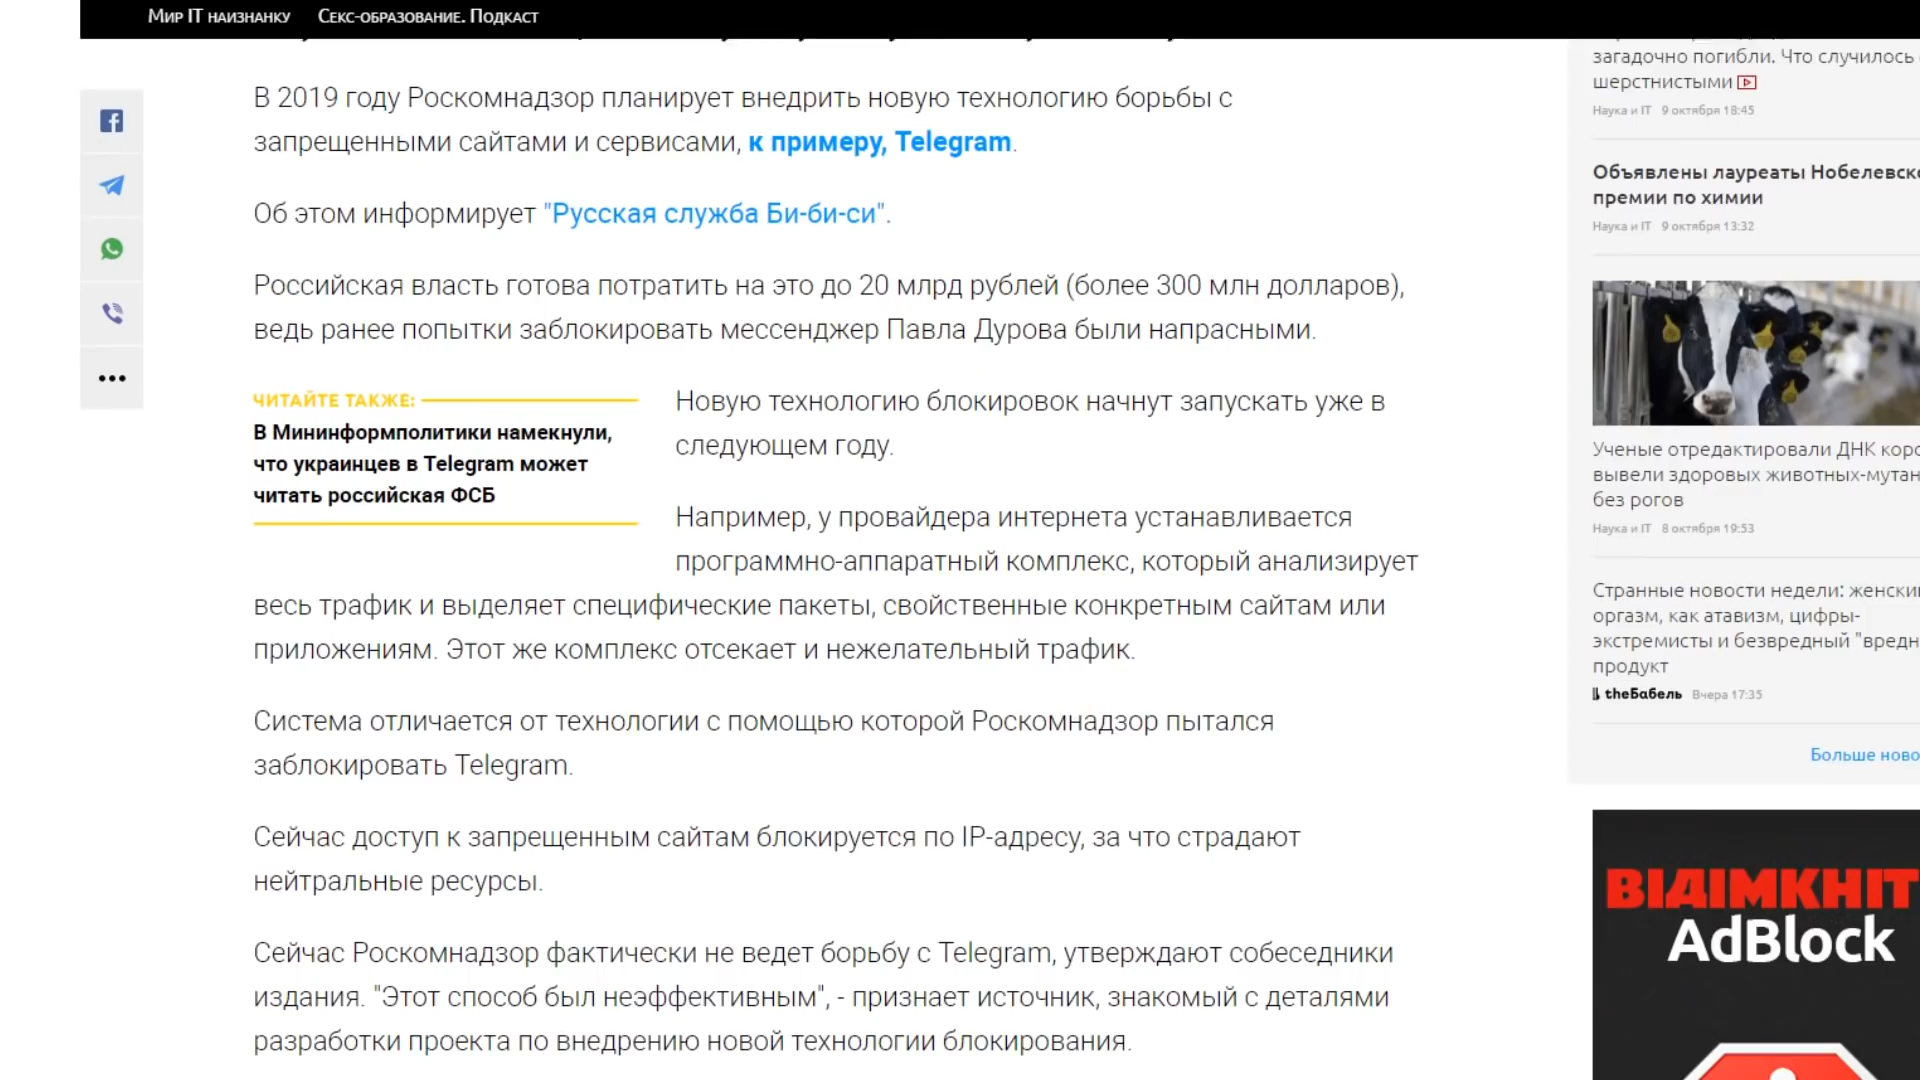 Мир IT наизнанку Секс-образование. Подкаст
В 2019 году Роскомнадзор планирует внедрить новую технологию борьбы с
запрещенными сайтами и сервисами, к примеру, Telegram.
Об этом информирует "Русская служба Би-би-си".
Российская власть готова потратить на это до 20 млрд рублей (более 300 млн долларов),
ведь ранее попытки заблокировать мессенджер Павла Дурова были напрасными.
ЧИТАЙТЕ ТАКЖЕ:
В Мининформполитики намекнули,
что украинцев в Telegram может
читать российская ФСБ
Новую технологию блокировок начнут запускать уже в
следующем году.
Например, у провайдера интернета устанавливается
программно-аппаратный комплекс, который анализирует
весь трафик и выделяет специфические пакеты, свойственные конкретным сайтам или
приложениям. Этот же комплекс отсекает и нежелательный трафик.
Система отличается от технологии с помощью которой Роскомнадзор пытался
заблокировать Telegram.
Сейчас доступ к запрещенным сайтам блокируется по IP-адресу, за что страдают
нейтральные ресурсы.
Сейчас Роскомнадзор фактически не ведет борьбу с Telegram, утверждают собеседники
издания. "Этот способ был неэффективным", - признает источник, знакомый с деталями
разработки проекта по внедрению новой технологии блокирования.
загадочно погибли. Что случилось
шерстнистыми
Наука и IT 9 октября 18:45
Объявлены лауреаты Нобелевско
премии по химии
Наука и IT 9 октября 13:32
Ученые отредактировали ДНК коро
вывели здоровых животных-мутан
без рогов
Наука и IT 8 октября 19:53
Странные новости недели: женски
оргазм, как атавизм, цифры-
экстремисты и безвредный "вредн
продукт
theБабель Вчера 17:35
Больше ново
ВІДІМКНІТ
AdBlock